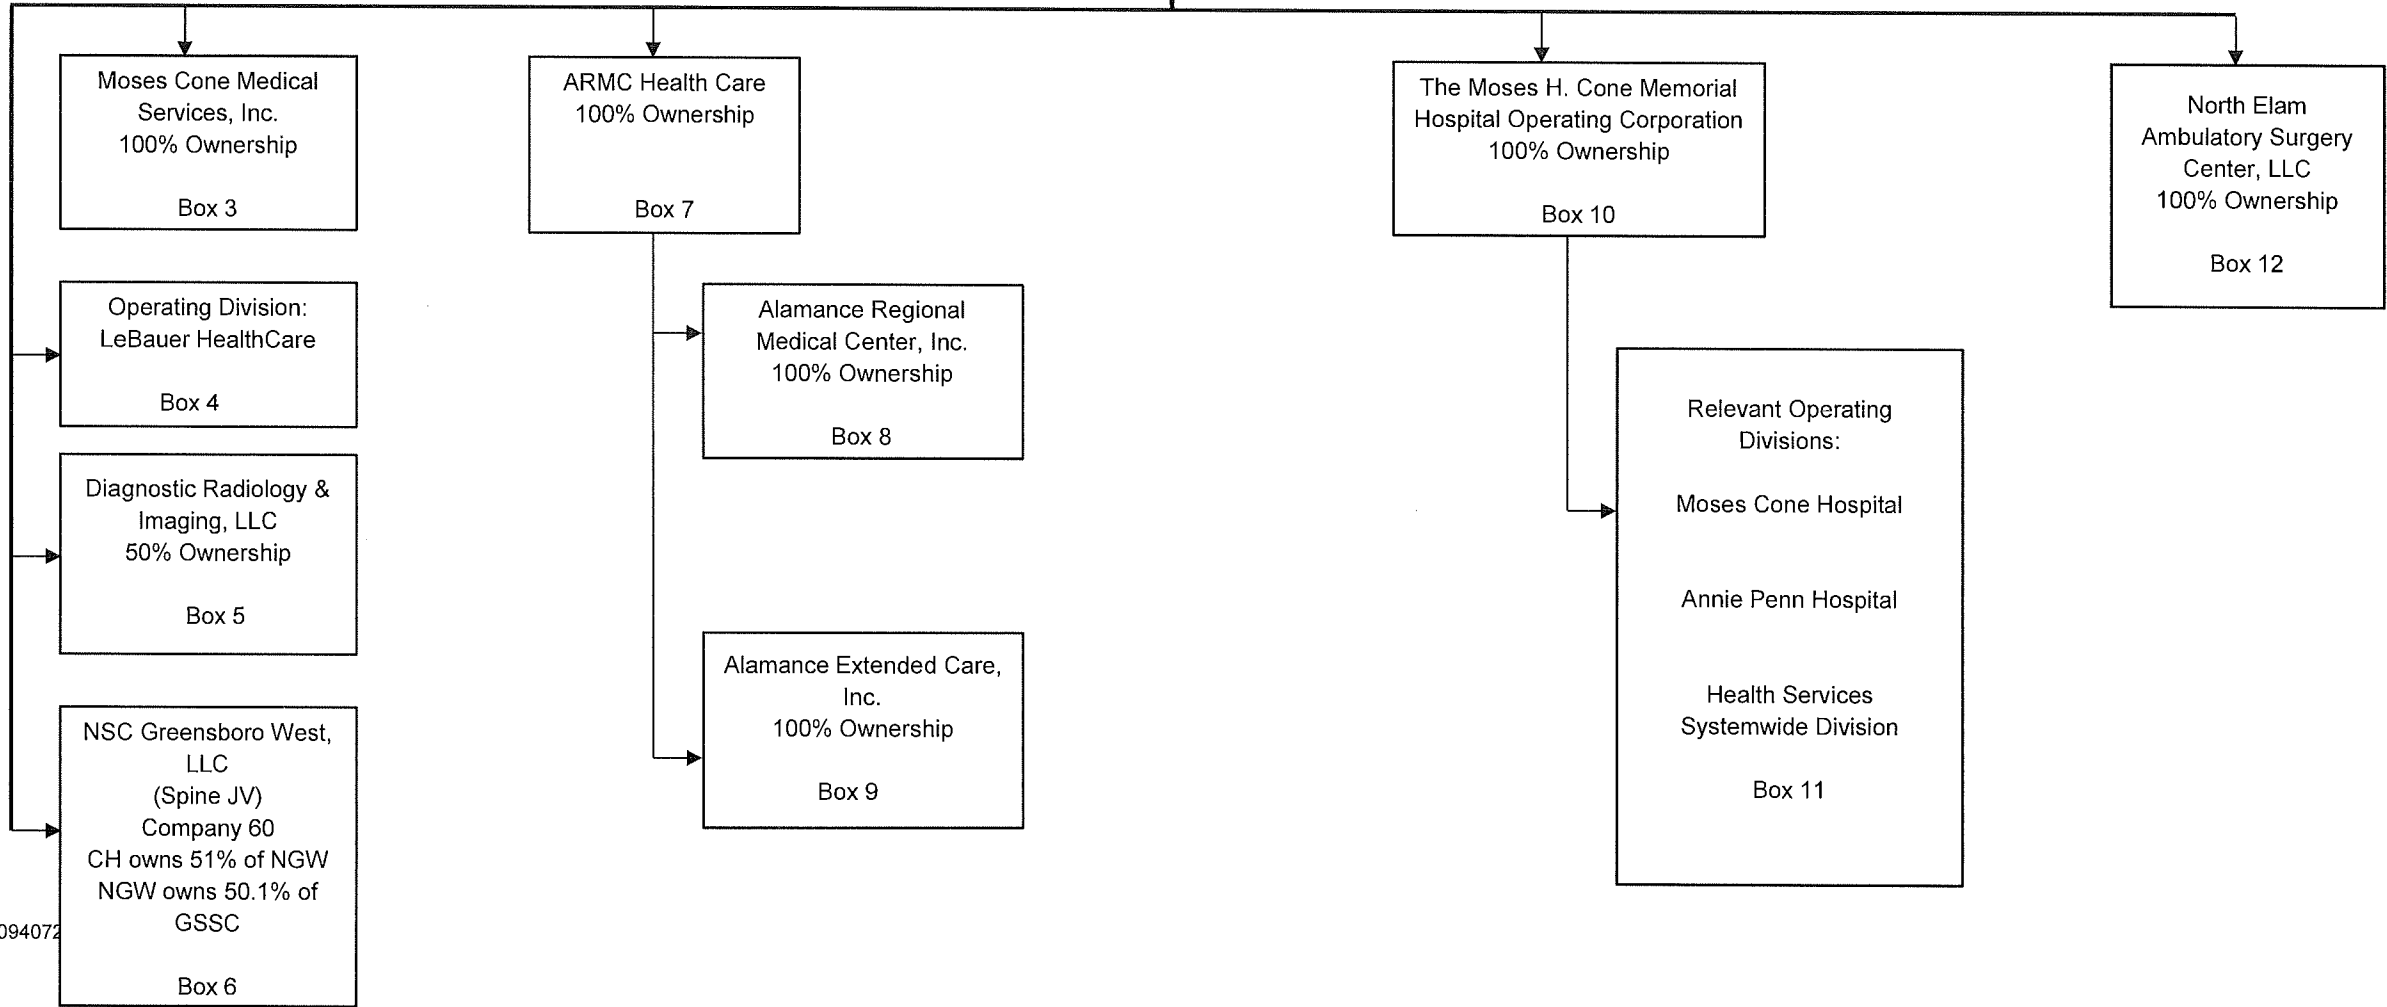 Moses Cone Medical
Services, Inc.
100% Ownership
Box 3
ARMC Health Care
100% Ownership
Box 7
The Moses H. Cone Memorial
Hospital Operating Corporation
100% Ownership
Box 10
North Elam
Ambulatory Surgery
Center, LLC
100% Ownership
Box 12
Operating Division:
LeBauer HealthCare
Box 4
Alamance Regional
Medical Center, Inc.
100% Ownership
Box 8
Relevant Operating
Divisions:
Moses Cone Hospital
Annie Penn Hospital
Health Services
Systemwide Division
Box 11
Diagnostic Radiology &
Imaging, LLC
50% Ownership
Box 5
Alamance Extended Care,
Inc.
100% Ownership
Box 9
NSC Greensboro West,
LLC
(Spine JV)
Company 60
CH owns 51% of NGW
NGW owns 50.1% of
GSSC
Box 6
094072